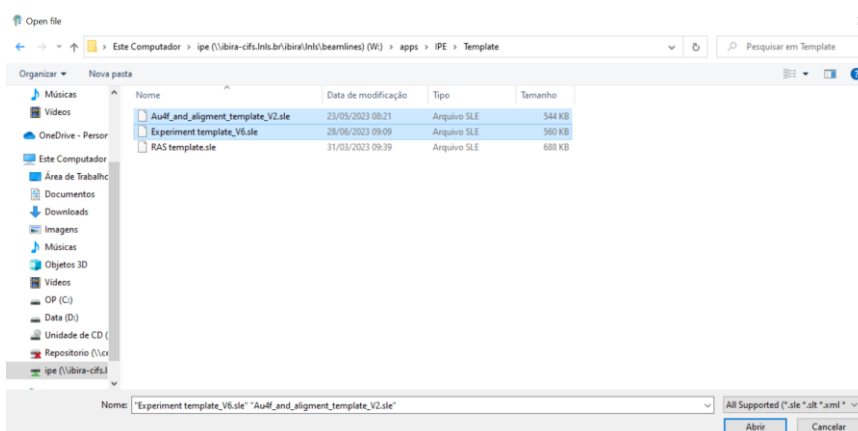 Open file
Este Computador > ipe (\\ibira-cifs.lnls.br\ibira\lnls\beamlines) (W:) > apps > IPE > Template
Pesquisar em Template
Organizar
Nova pasta
Nome Data de modificação Tipo Tamanho
Au4f_and_aligment_template_V2.sle 23/05/2023 08:21 Arquivo SLE 544 KB
Experiment template_V6.sle 28/06/2023 09:09 Arquivo SLE 560 KB
RAS template.sle 31/03/2023 09:39 Arquivo SLE 688 KB
Músicas
Vídeos
OneDrive - Person
Este Computador
Área de Trabalho
Documentos
Downloads
Imagens
Músicas
Objetos 3D
Vídeos
OP (C:)
Data (D:)
Unidade de CD (
Repositorio (\\ce
ipe (\\ibira-cifs.l
Nome: "Experiment template_V6.sle" "Au4f_and_aligment_template_V2.sle"
All Supported (*.sle *.slt *.xml *
Abrir Cancelar